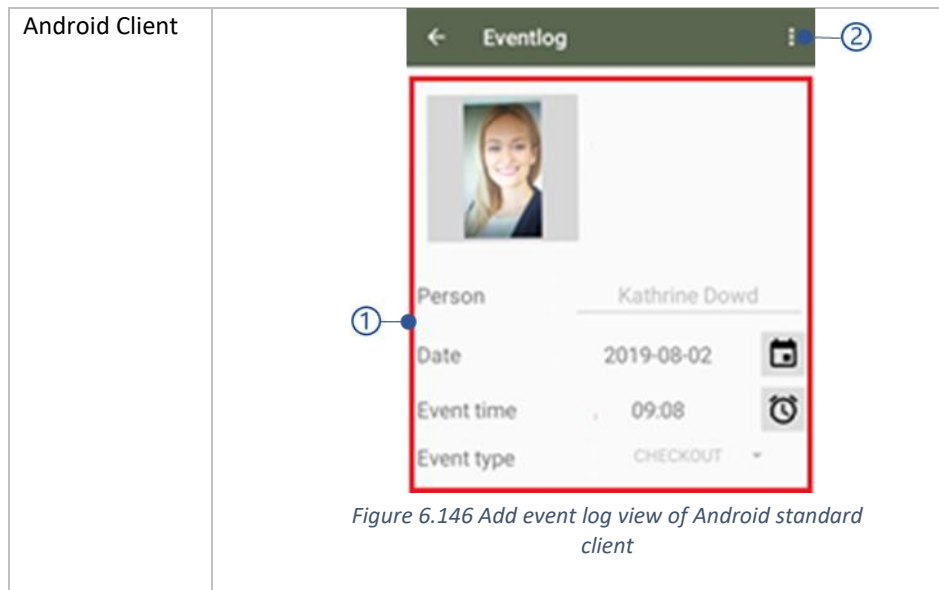 Android Client
Eventlog
②
Person
Kathrine Dowd
①
Date
2019-08-02
Event time
09:08
Event type
CHECKOUT
Figure 6.146 Add event log view of Android standard
client